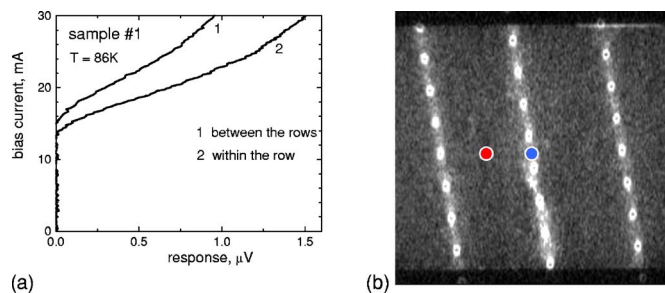 30
20
10
0
bias current, mA
sample #1
T = 86K
1
2
1 between the rows
2 within the row
0.0
0.5
1.0
1.5
response, μV
(a)
(b)